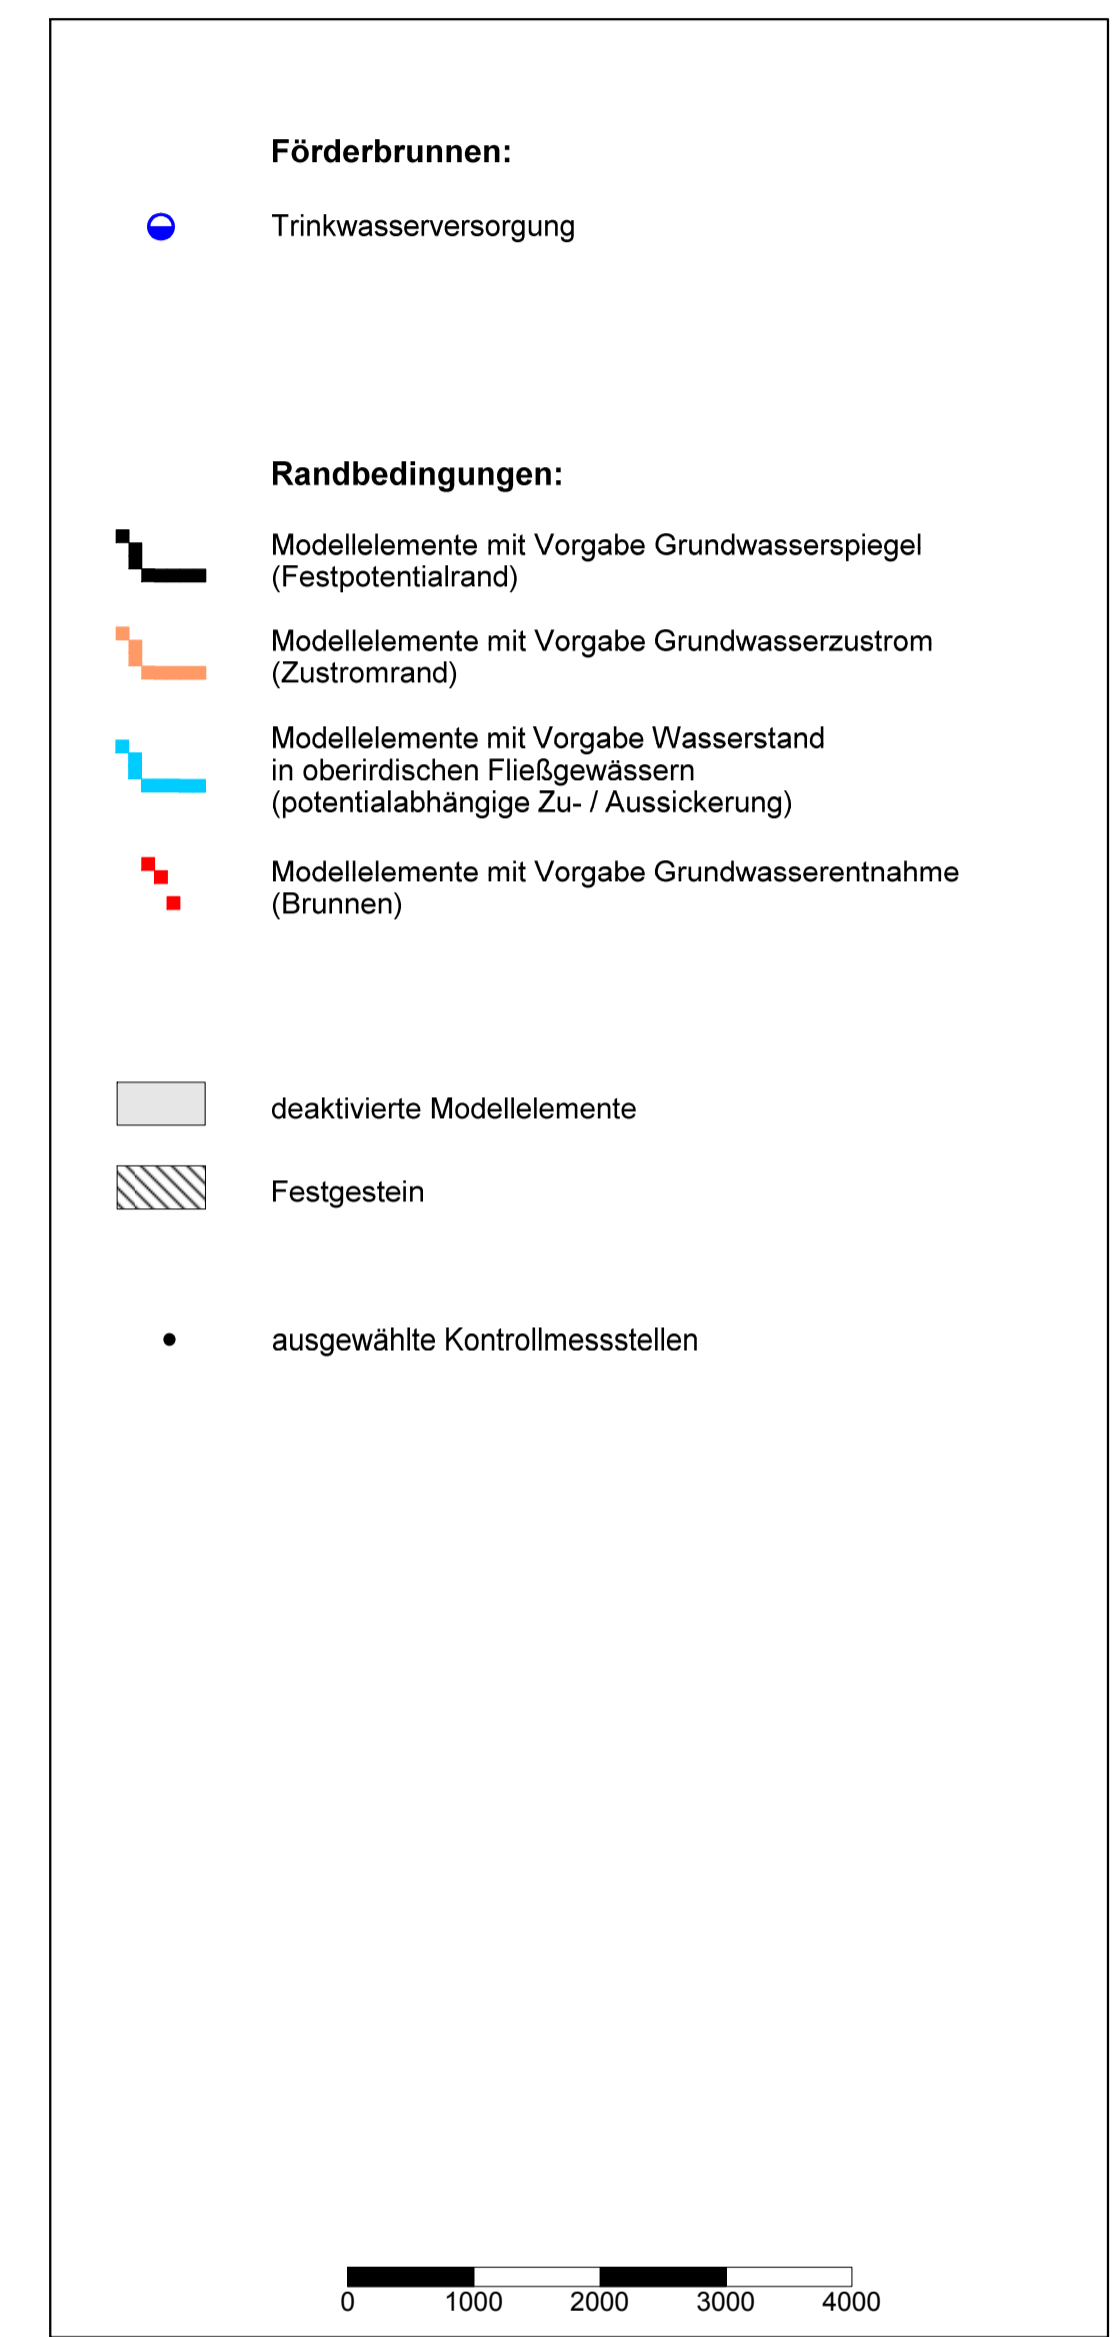 Förderbrunnen:
Trinkwasserversorgung
Randbedingungen:
Modellelemente mit Vorgabe Grundwasserspiegel
(Festpotentialrand)
Modellelemente mit Vorgabe Grundwasserzustrom
(Zustromrand)
Modellelemente mit Vorgabe Wasserstand
in oberirdischen Fließgewässern
(potentialabhängige Zu- / Aussickerung)
Modellelemente mit Vorgabe Grundwasserentnahme
(Brunnen)
deaktivierte Modellelemente
Festgestein
ausgewählte Kontrollmessstellen
0 1000 2000 3000 4000